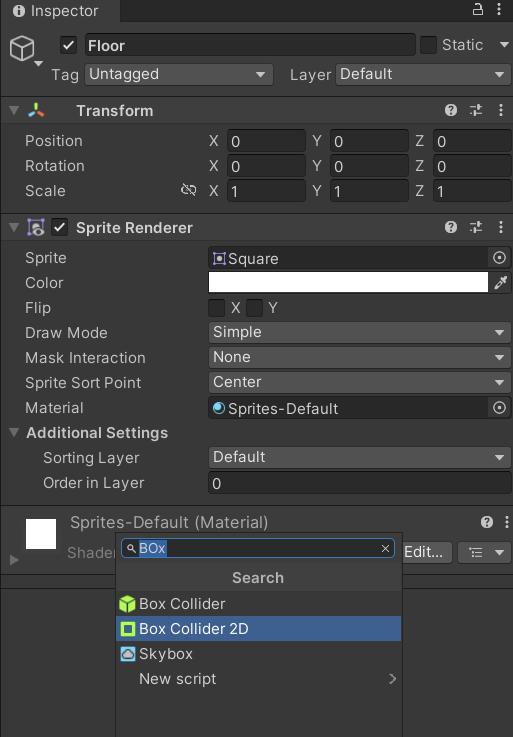 Inspector
Floor
Static
Tag Untagged Layer Default
Transform
Position X 0 Y 0 Z 0
Rotation X 0 Y 0 Z 0
Scale X 1 Y 1 Z 1
Sprite Renderer
Sprite Square
Color
Flip X Y
Draw Mode Simple
Mask Interaction None
Sprite Sort Point Center
Material Sprites-Default
Additional Settings
Sorting Layer Default
Order in Layer 0
Sprites-Default (Material)
Shader Edit...
BOx
Search
Box Collider
Box Collider 2D
Skybox
New script